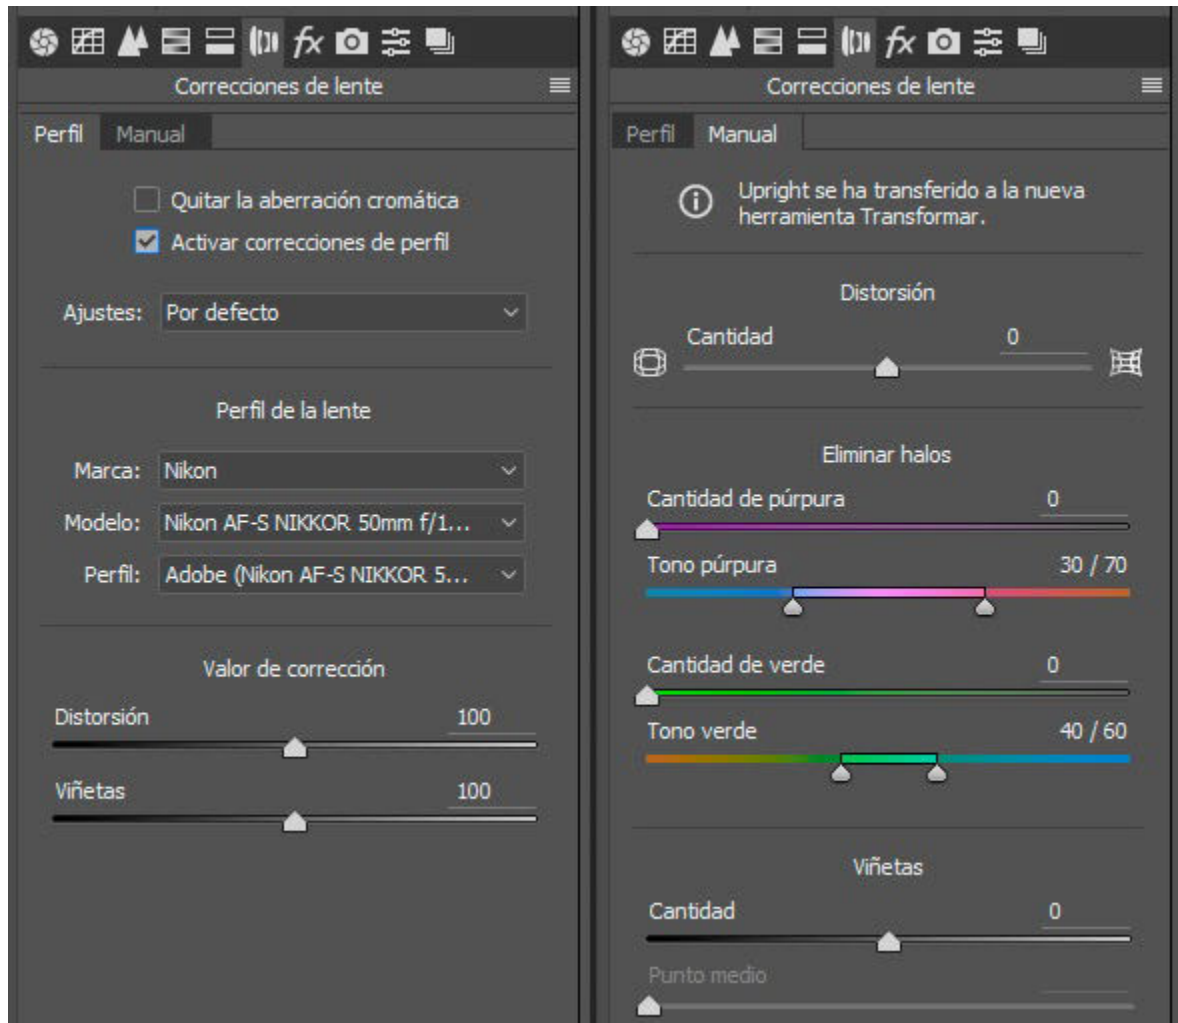 Correcciones de lente
Perfil Manual
Quitar la aberración cromática
Activar correcciones de perfil
Ajustes: Por defecto
Perfil de la lente
Marca: Nikon
Modelo: Nikon AF-S NIKKOR 50mm f/1...
Perfil: Adobe (Nikon AF-S NIKKOR 5...
Valor de corrección
Distorsión 100
Viñetas 100
Correcciones de lente
Perfil Manual
Upright se ha transferido a la nueva
herramienta Transformar.
Distorsión
Cantidad 0
Eliminar halos
Cantidad de púrpura 0
Tono púrpura 30 / 70
Cantidad de verde 0
Tono verde 40 / 60
Viñetas
Cantidad 0
Punto medio